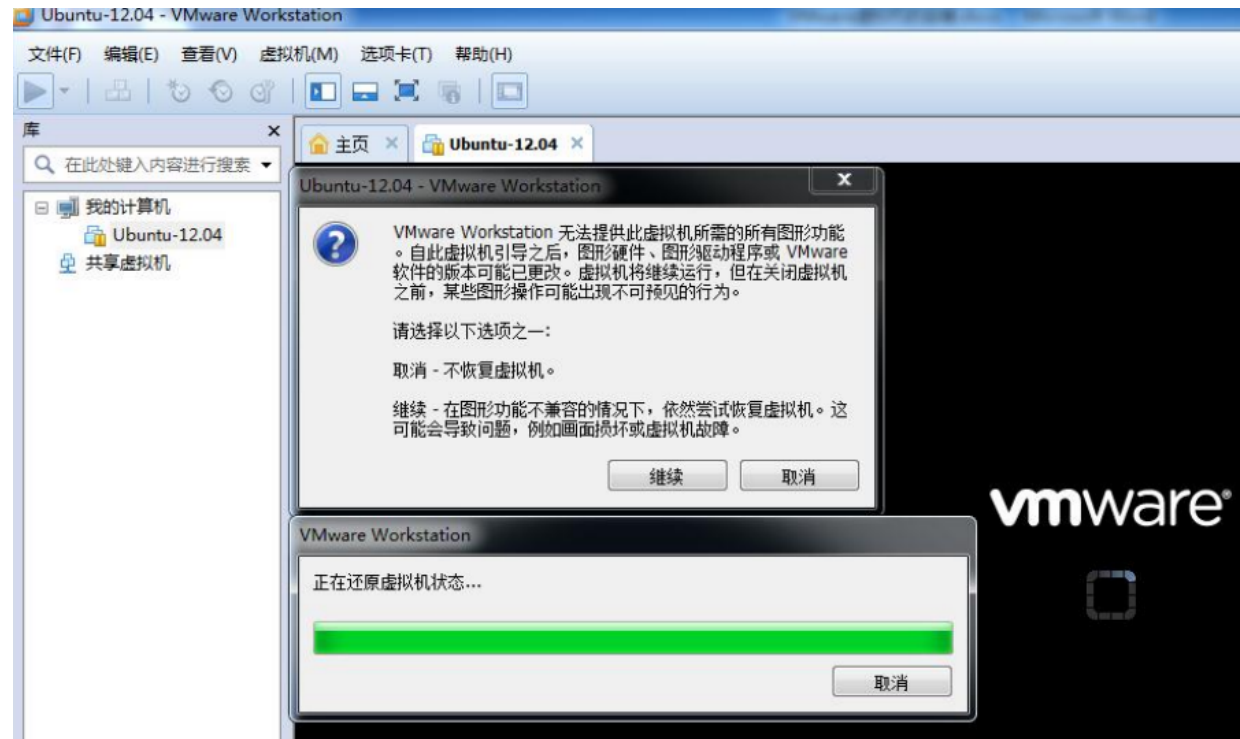 Ubuntu-12.04 - VMware Workstation
文件(F) 编辑(E) 查看(V) 虚拟机(M) 选项卡(T) 帮助(H)
库
主页
Ubuntu-12.04
在此处键入内容进行搜索
我的计算机
Ubuntu-12.04
共享虚拟机
Ubuntu-12.04 - VMware Workstation
VMware Workstation 无法提供此虚拟机所需的所有图形功能
。自此虚拟机引导之后，图形硬件、图形驱动程序或 VMware
软件的版本可能已更改。虚拟机将继续运行，但在关闭虚拟机
之前，某些图形操作可能出现不可预见的行为。
请选择以下选项之一:
取消 - 不恢复虚拟机。
继续 - 在图形功能不兼容的情况下，依然尝试恢复虚拟机。这
可能会导致问题，例如画面损坏或虚拟机故障。
继续 取消
vmware
VMware Workstation
正在还原虚拟机状态...
取消